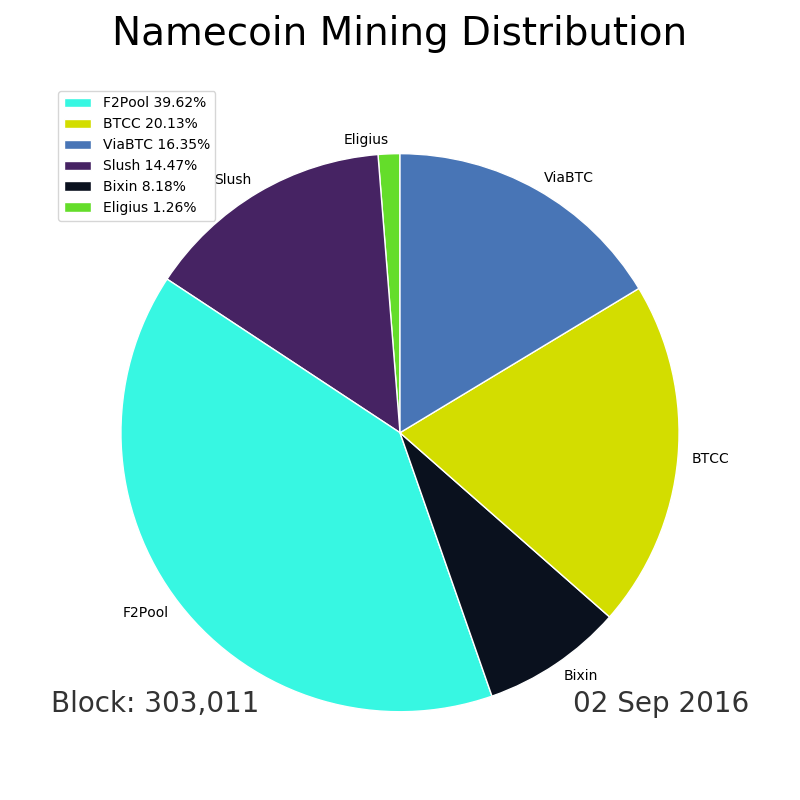 Namecoin Mining Distribution
F2Pool 39.62%
BTCC 20.13%
ViaBTC 16.35%
Slush 14.47%
Bixin 8.18%
Eligius 1.26%
Eligius
Slush
ViaBTC
BTCC
F2Pool
Bixin
Block: 303,011
02 Sep 2016